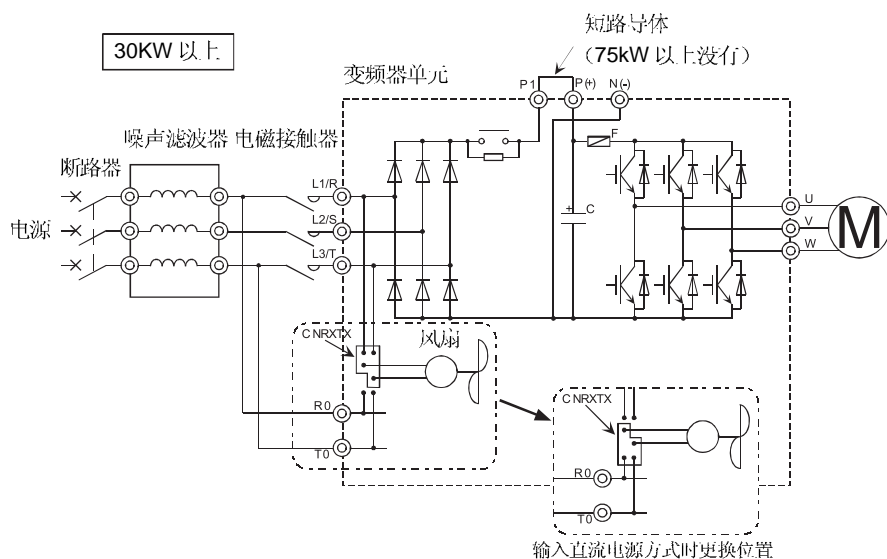 30KW 以上
短路导体
（75kW 以上没有）
变频器单元
P1
P(+)
N(-)
噪声滤波器 电磁接触器
断路器
F
L1/R
L2/S
L3/T
电源
C
+
U
V
W
M
CNRXTX
风扇
R0
T0
CNRXTX
R0
T0
输入直流电源方式时更换位置